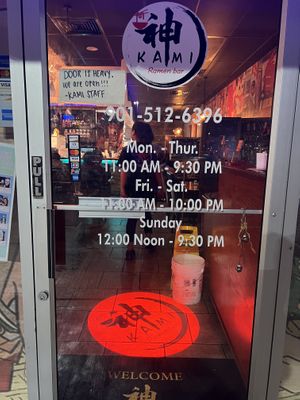 神
KAMI
Ramen bar
DOOR IS HEAVY.
WE ARE OPEN!!!
-KAMI STAFF
901-512-6396
Mon. - Thur.
11:00 AM - 9:30 PM
Fri. - Sat.
11:00 AM - 10:00 PM
Sunday
12:00 Noon - 9:30 PM
PULL
VISA
神
KAMI
WELCOME
神